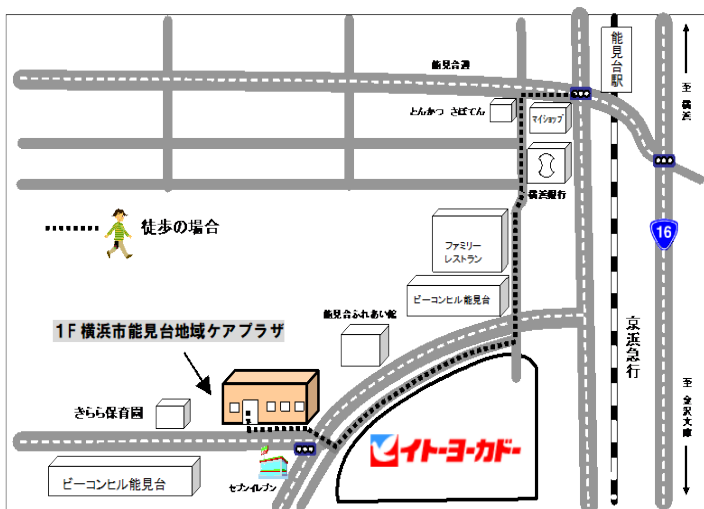 能見台駅
至 横浜
能見台通
とんかつ さぼてん
マイショップ
横浜銀行
16
徒歩の場合
ファミリー
レストラン
ビーコンヒル能見台
能見台ふれあい館
1F 横浜市能見台地域ケアプラザ
京浜急行
至 金沢文庫
きらら保育園
イトーヨーカドー
ビーコンヒル能見台
セブンイレブン